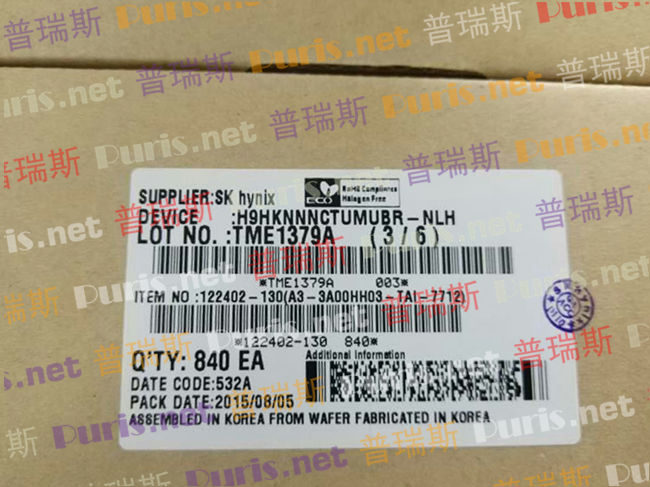 SUPPLIER:SK hynix
ECO
RoHS Compliance
Halogen Free
DEVICE :H9HKNNNCTUMUBR-NLH
LOT NO. :TME1379A (3/6)
*TME1379A 003*
ITEM NO :122402-130(A3-3A00HH03-TAI-7712)
*122402-130 840*
Q'TY: 840 EA
Additional Information
DATE CODE:532A
PACK DATE:2015/08/05
ASSEMBLED IN KOREA FROM WAFER FABRICATED IN KOREA
普瑞斯 Puris.net